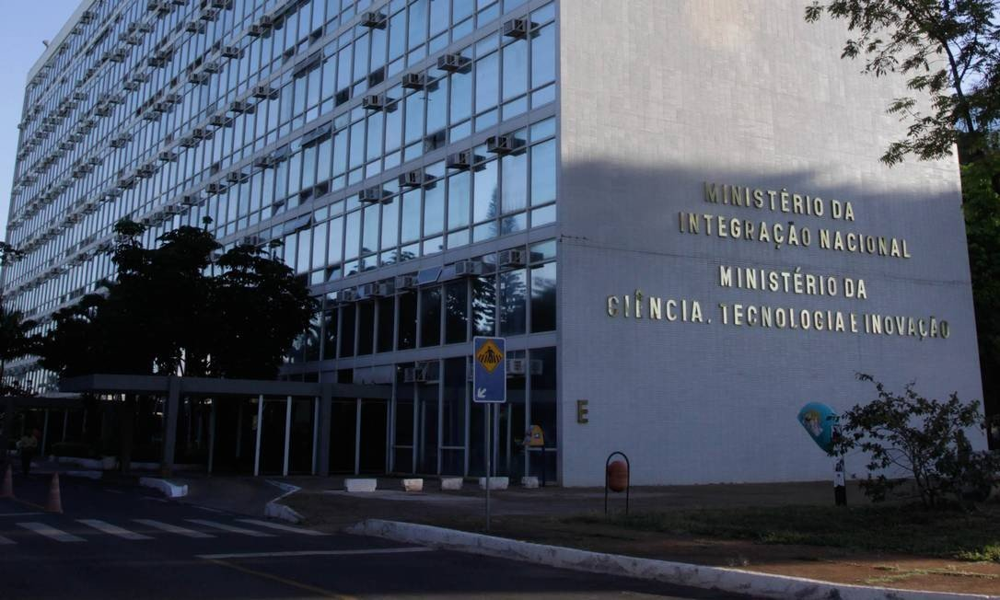 MINISTÉRIO DA
INTEGRAÇÃO NACIONAL
MINISTÉRIO DA
CIÊNCIA, TECNOLOGIA E INOVAÇÃO
E